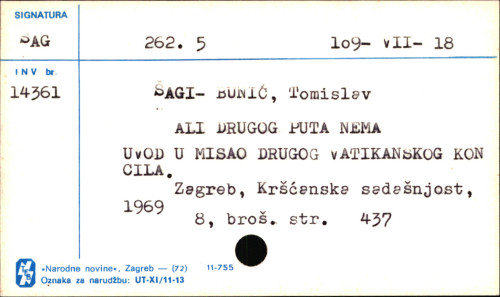 SIGNATURA
ŠAG 262. 5 lo9- VII- 18
INV br.
14361 ŠAGI- BUNIĆ, Tomislav
ALI DRUGOG PUTA NEMA
UVOD U MISAO DRUGOG VATIKANSKOG KON
CILA.
Zagreb, Kršćanska sadašnjost,
1969
8, broš. str. 437
»Narodne novine«, Zagreb — (72) 11-755
Oznaka za narudžbu: UT-XI/11-13